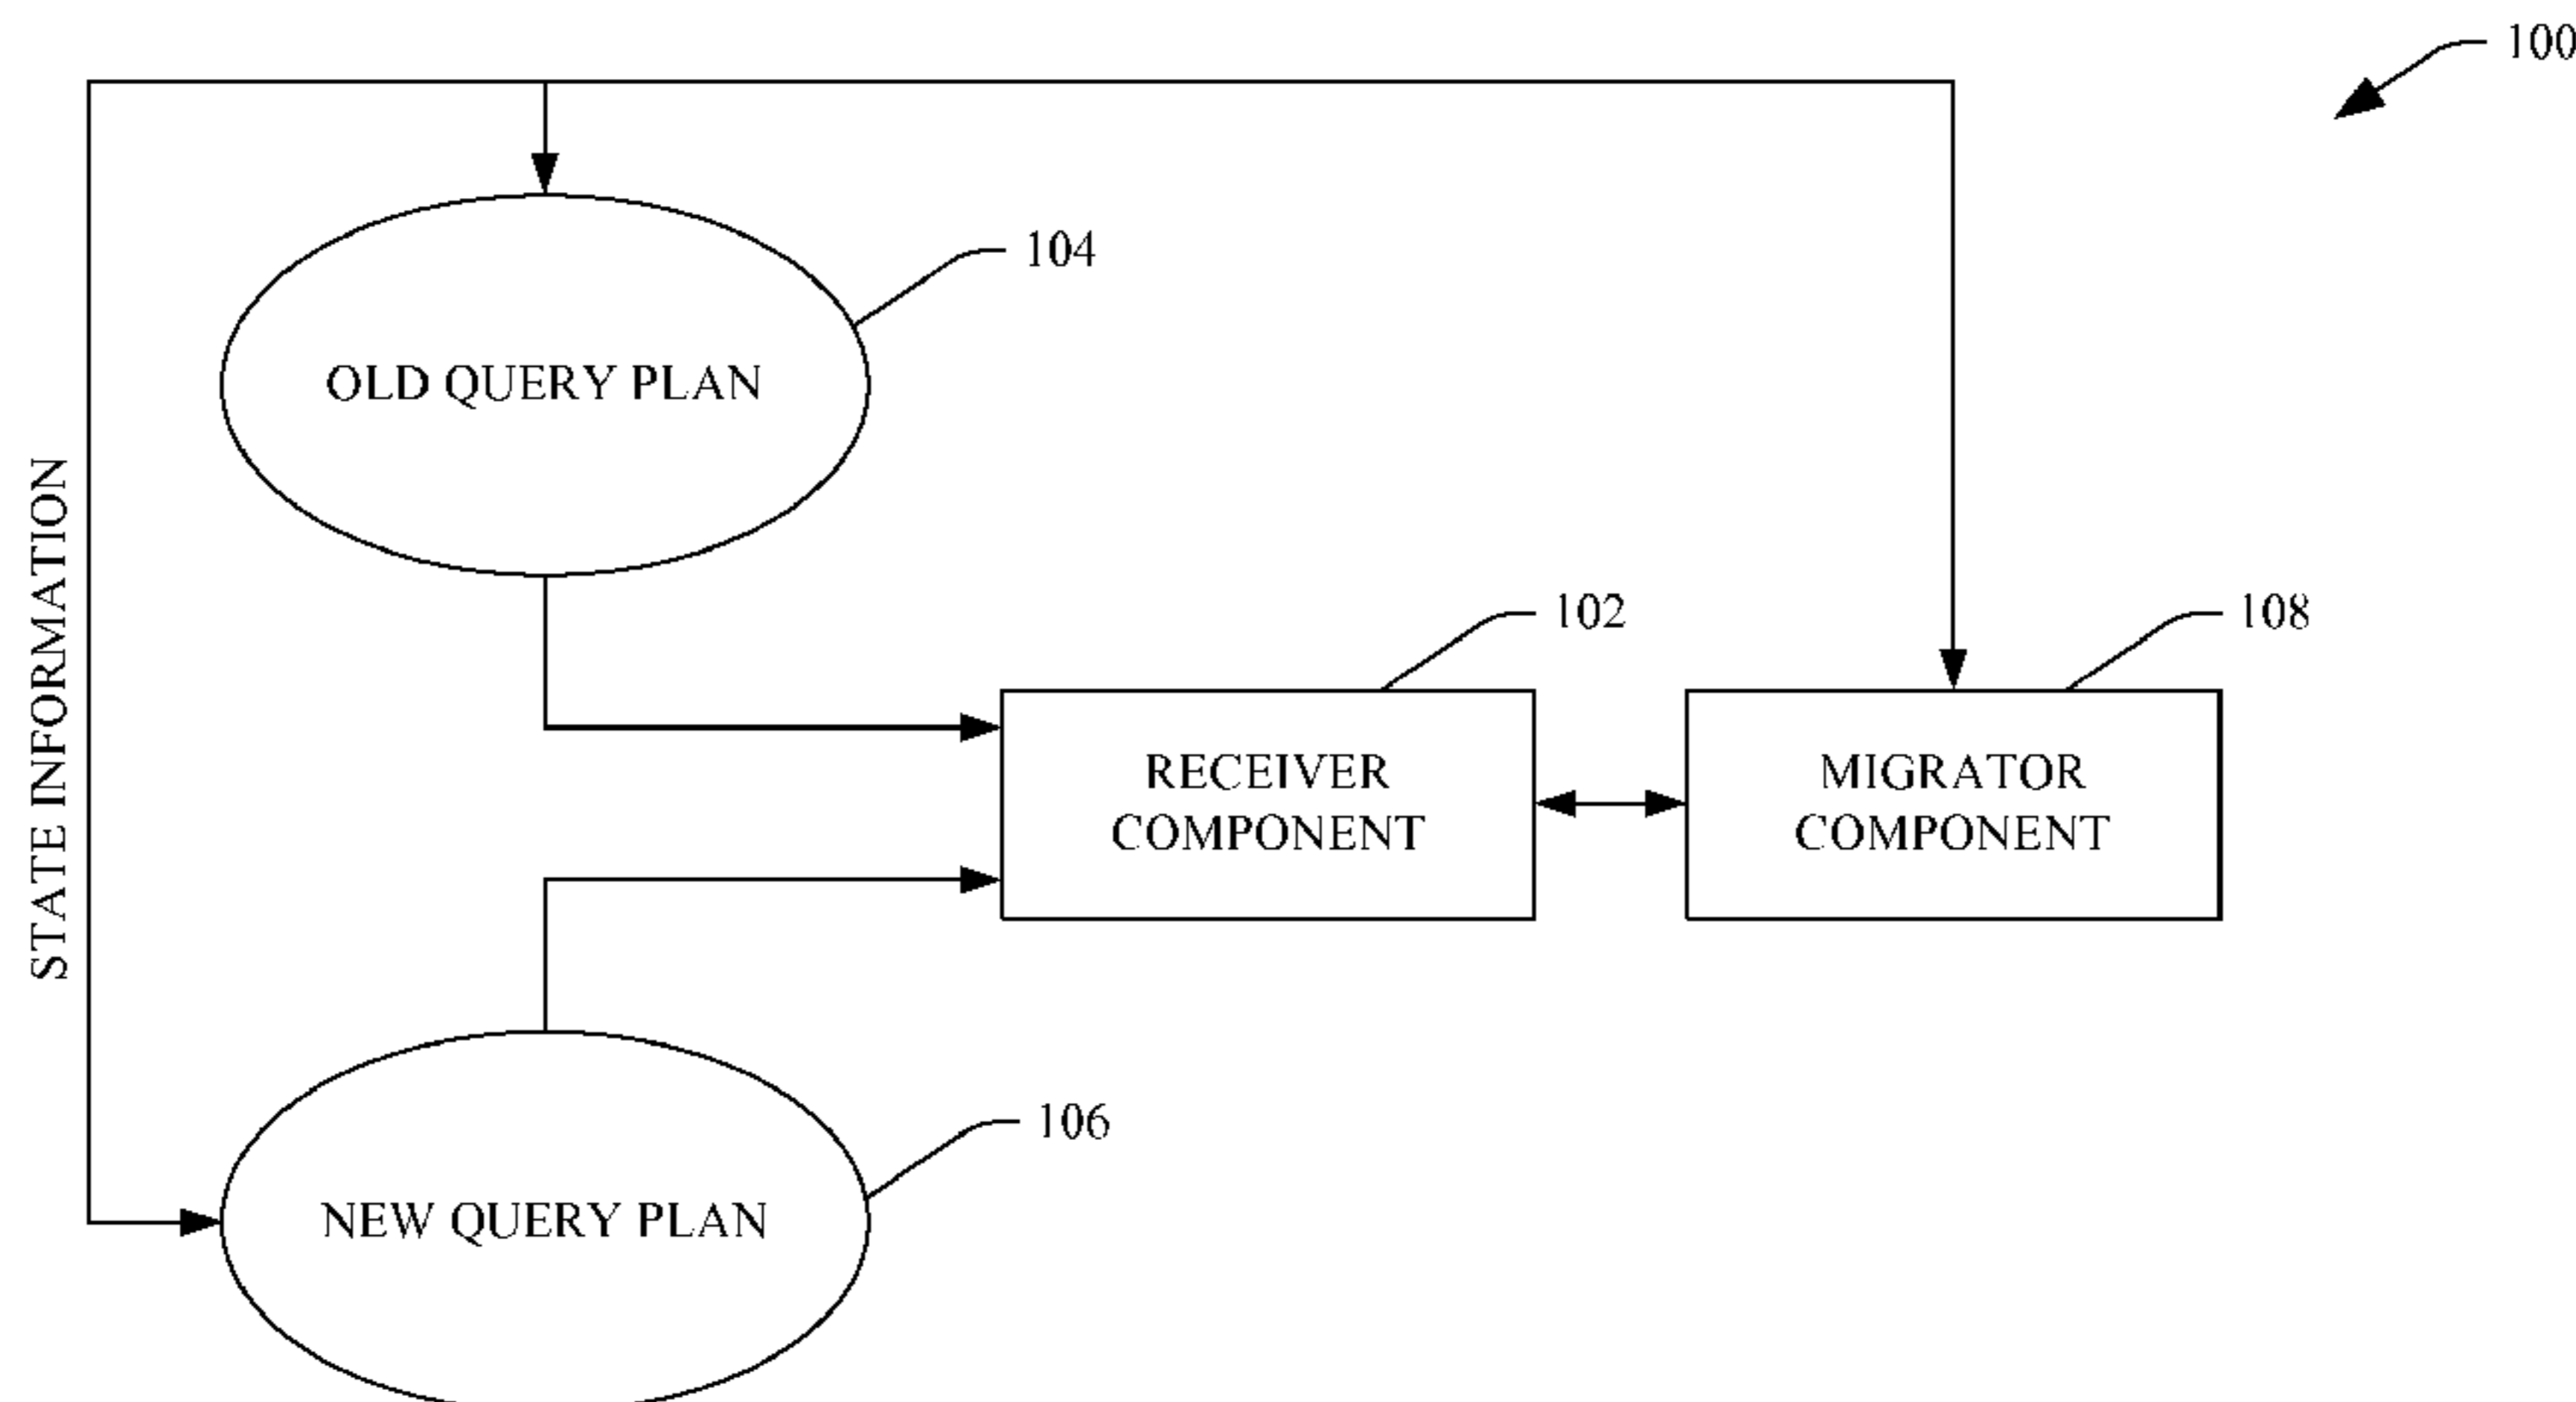 100
104
OLD QUERY PLAN
STATE INFORMATION
102
108
RECEIVER
COMPONENT
MIGRATOR
COMPONENT
106
NEW QUERY PLAN